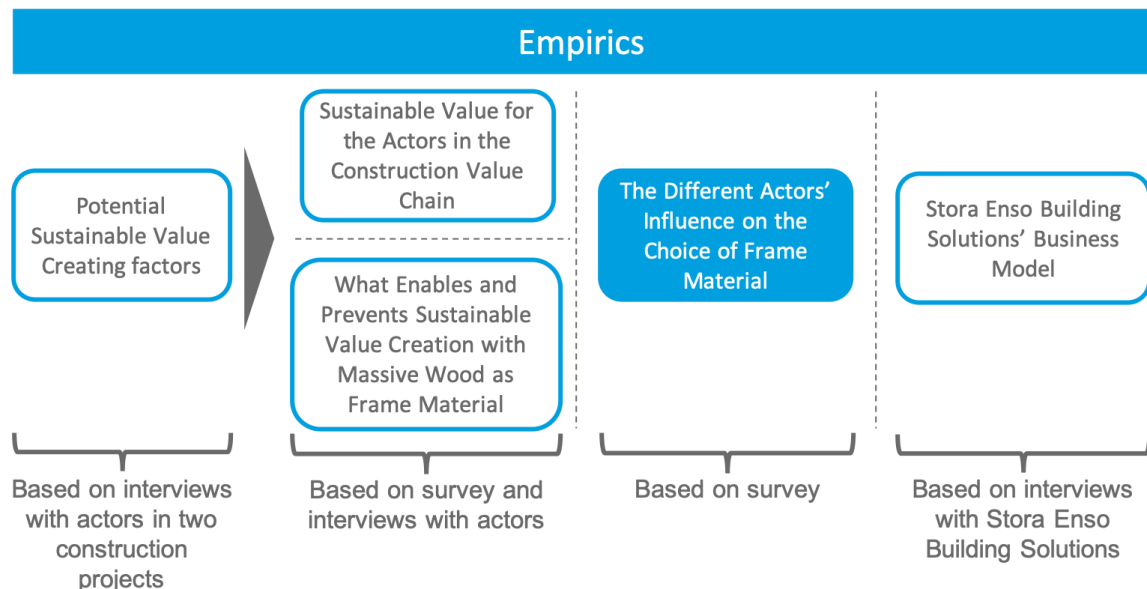 Empirics
Potential
Sustainable Value
Creating factors
Sustainable Value for
the Actors in the
Construction Value
Chain
What Enables and
Prevents Sustainable
Value Creation with
Massive Wood as
Frame Material
The Different Actors’
Influence on the
Choice of Frame
Material
Stora Enso Building
Solutions’ Business
Model
Based on interviews
with actors in two
construction
projects
Based on survey and
interviews with actors
Based on survey
Based on interviews
with Stora Enso
Building Solutions